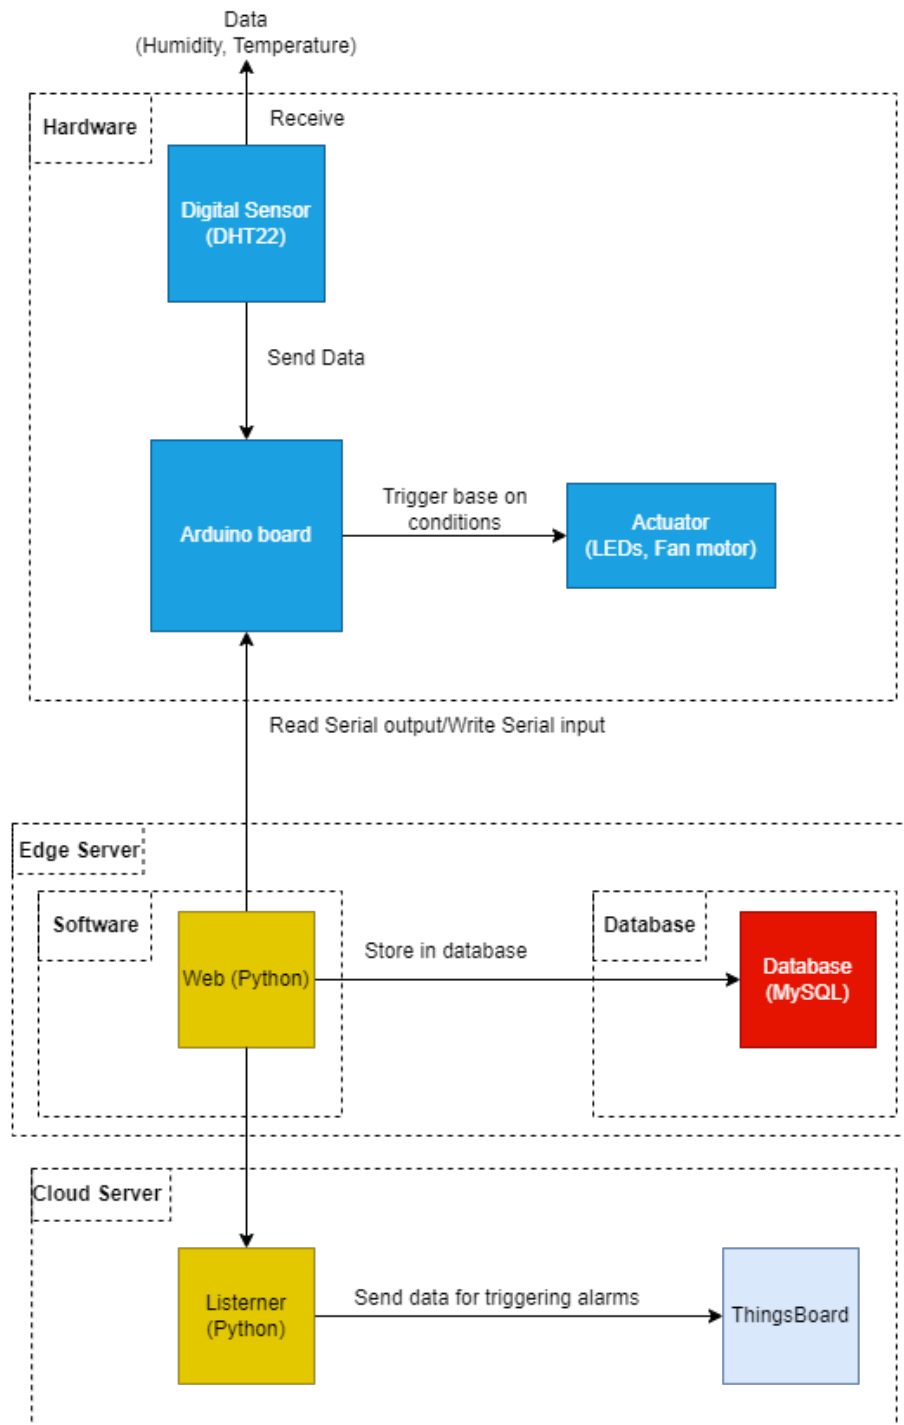 Data
(Humidity, Temperature)
Receive
Hardware
Digital Sensor
(DHT22)
Send Data
Trigger base on
conditions
Arduino board
Actuator
(LEDs, Fan motor)
Read Serial output/Write Serial input
Edge Server
Software
Database
Web (Python)
Store in database
Database
(MySQL)
Cloud Server
Listerner
(Python)
Send data for triggering alarms
ThingsBoard